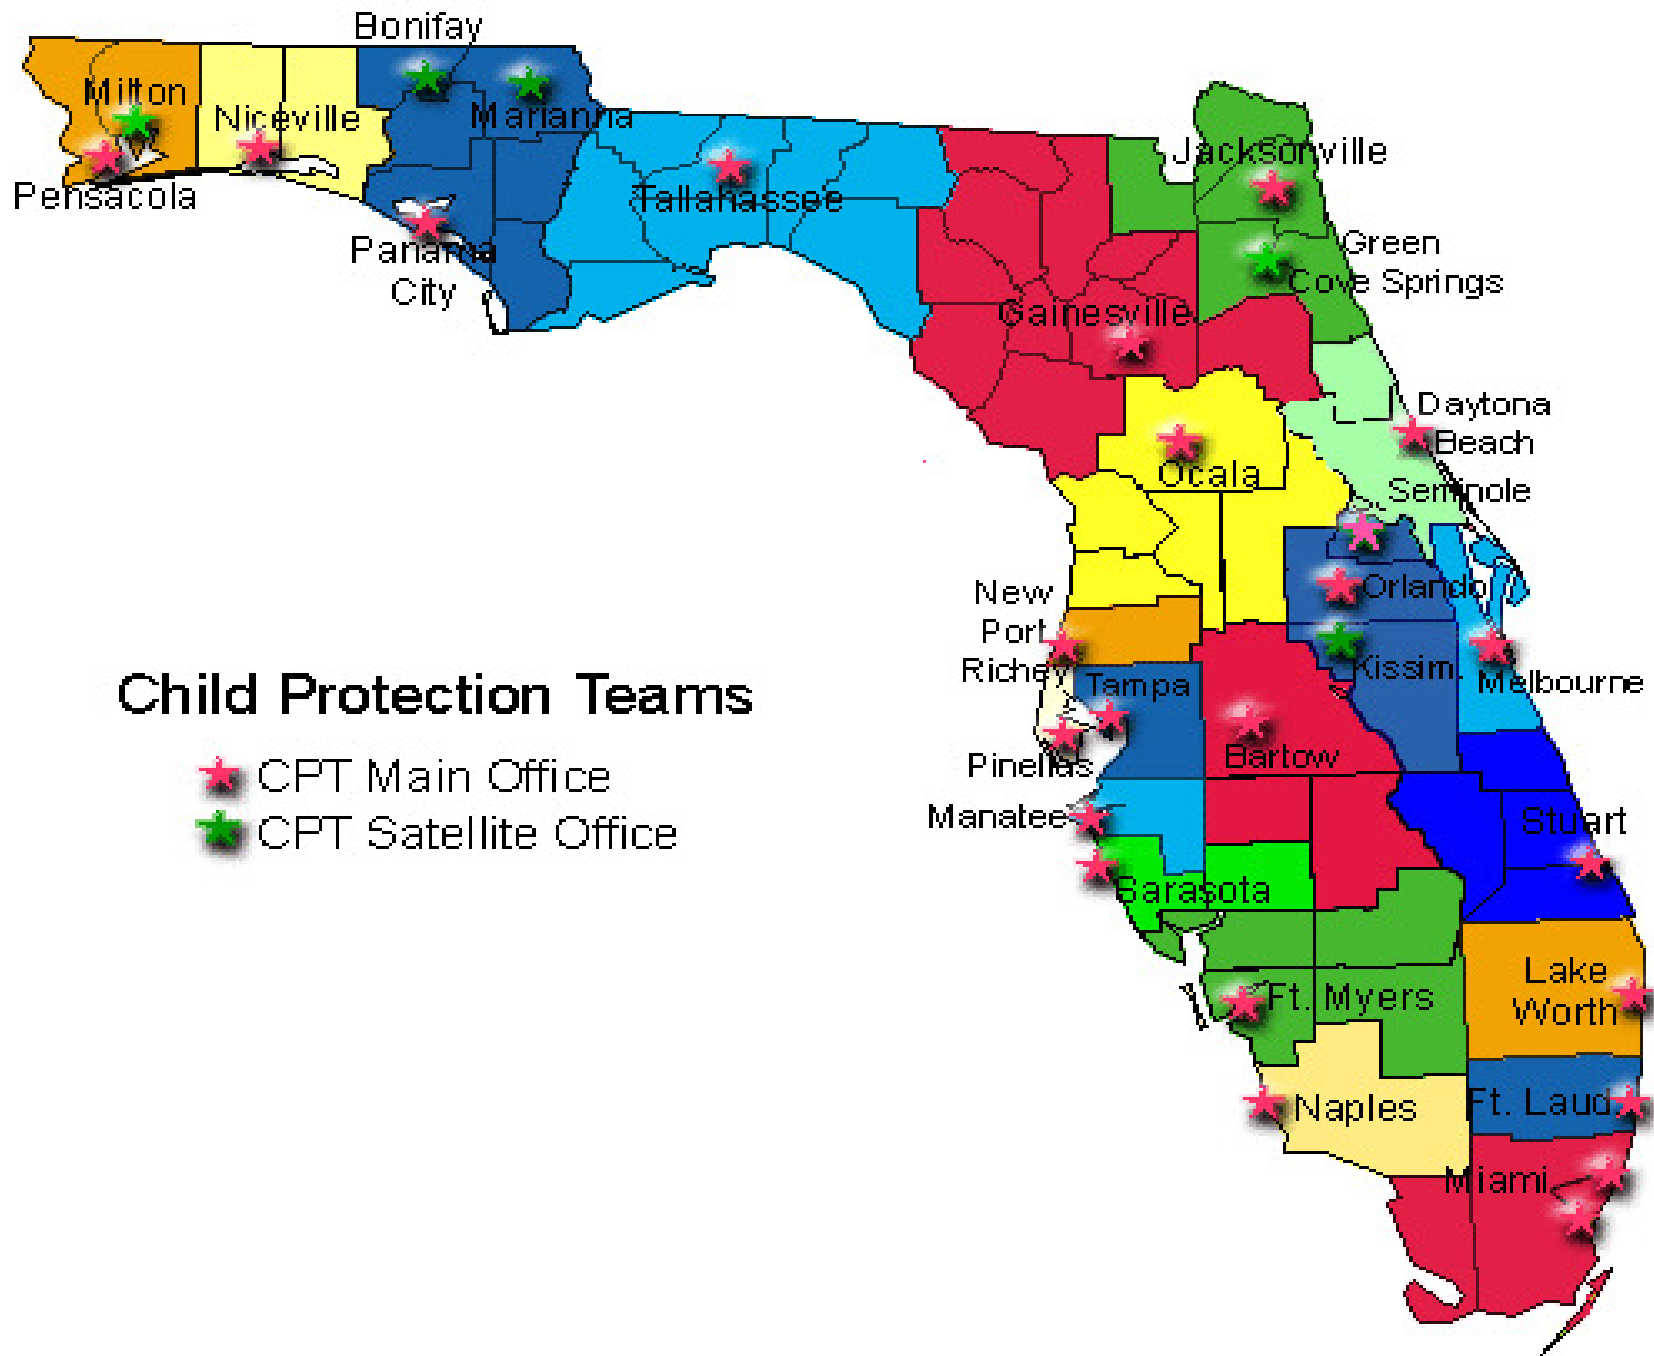 Bonifay
Milton
Niceville
Marianna
Pensacola
Tallahassee
Panama
City
Jacksonville
Green
Cove Springs
Gainesville
Daytona
Beach
Ocala
Seminole
New
Port
Richey
Orlando
Kissim.
Melbourne
Tampa
Pinellas
Bartow
Manatee
Stuart
Sarasota
Lake
Worth
Ft. Myers
Naples
Ft. Laud.
Miami
Child Protection Teams
CPT Main Office
CPT Satellite Office